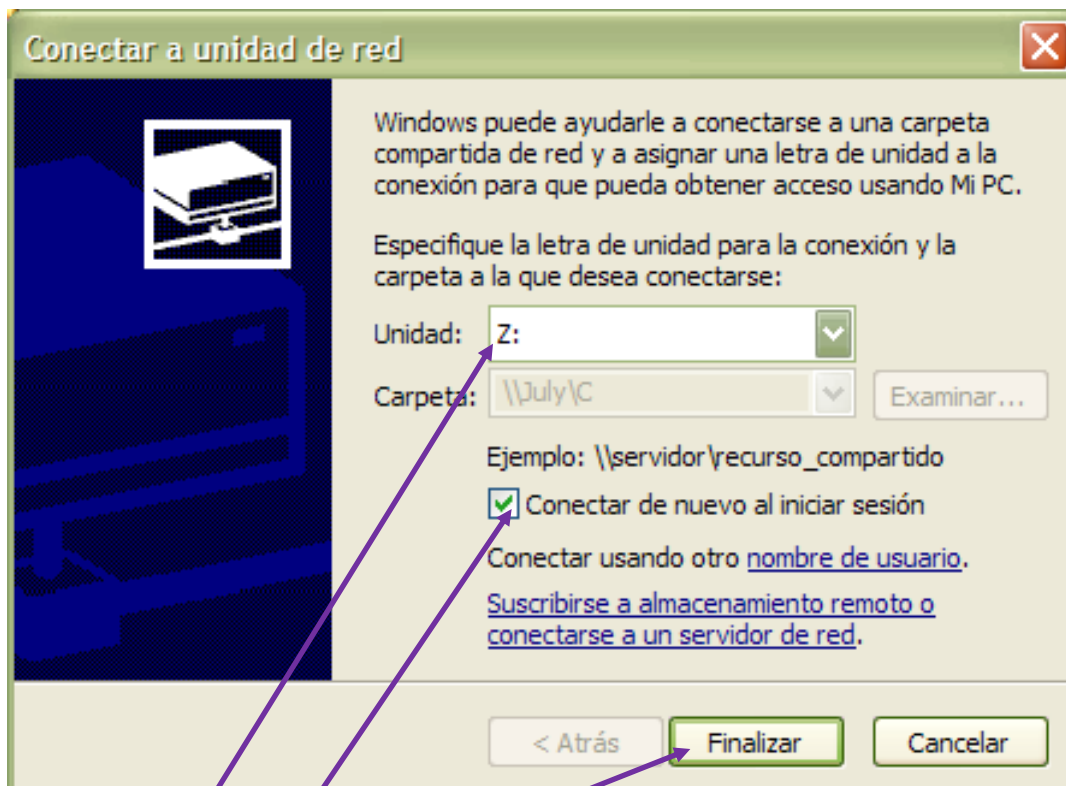 Conectar a unidad de red
Windows puede ayudarle a conectarse a una carpeta
compartida de red y a asignar una letra de unidad a la
conexión para que pueda obtener acceso usando Mi PC.
Especifique la letra de unidad para la conexión y la
carpeta a la que desea conectarse:
Unidad: Z:
Carpeta: \\July\C Examinar...
Ejemplo: \\servidor\recurso_compartido
Conectar de nuevo al iniciar sesión
Conectar usando otro nombre de usuario.
Suscribirse a almacenamiento remoto o
conectarse a un servidor de red.
< Atrás Finalizar Cancelar